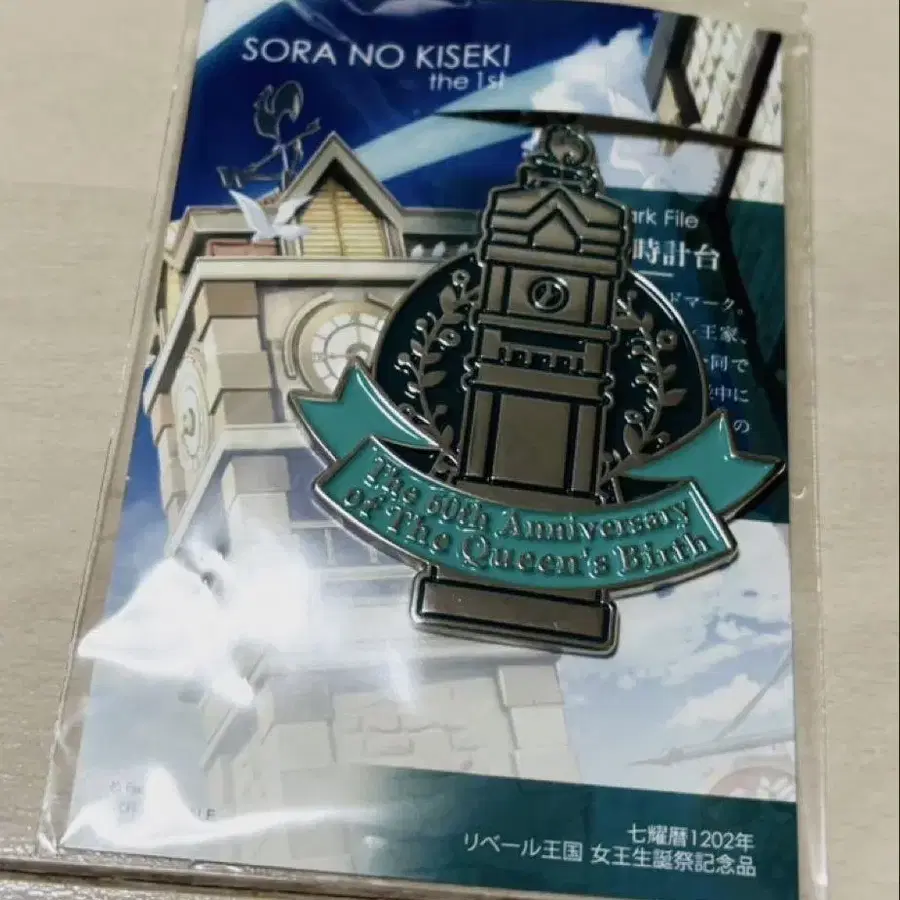 SORA NO KISEKI
the 1st
ark File
時計台
ドマーク。
王家、
同で
中に
の
The 60th Anniversary
Of The Queen's Birth
七耀暦1202年
リベール王国 女王生誕祭記念品